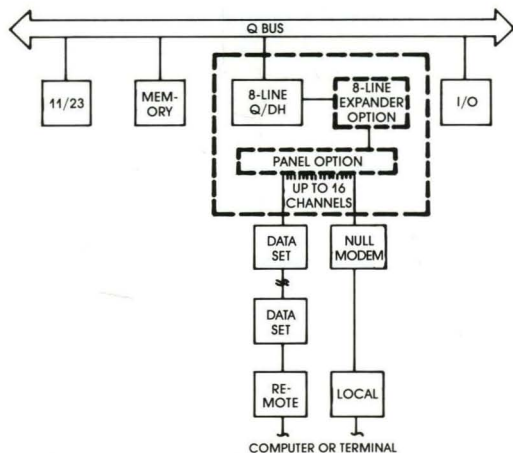 Q BUS
11/23
MEM-
ORY
8-LINE
Q/DH
8-LINE
EXPANDER
OPTION
I/O
PANEL OPTION
UP TO 16
CHANNELS
DATA
SET
NULL
MODEM
DATA
SET
RE-
MOTE
LOCAL
COMPUTER OR TERMINAL